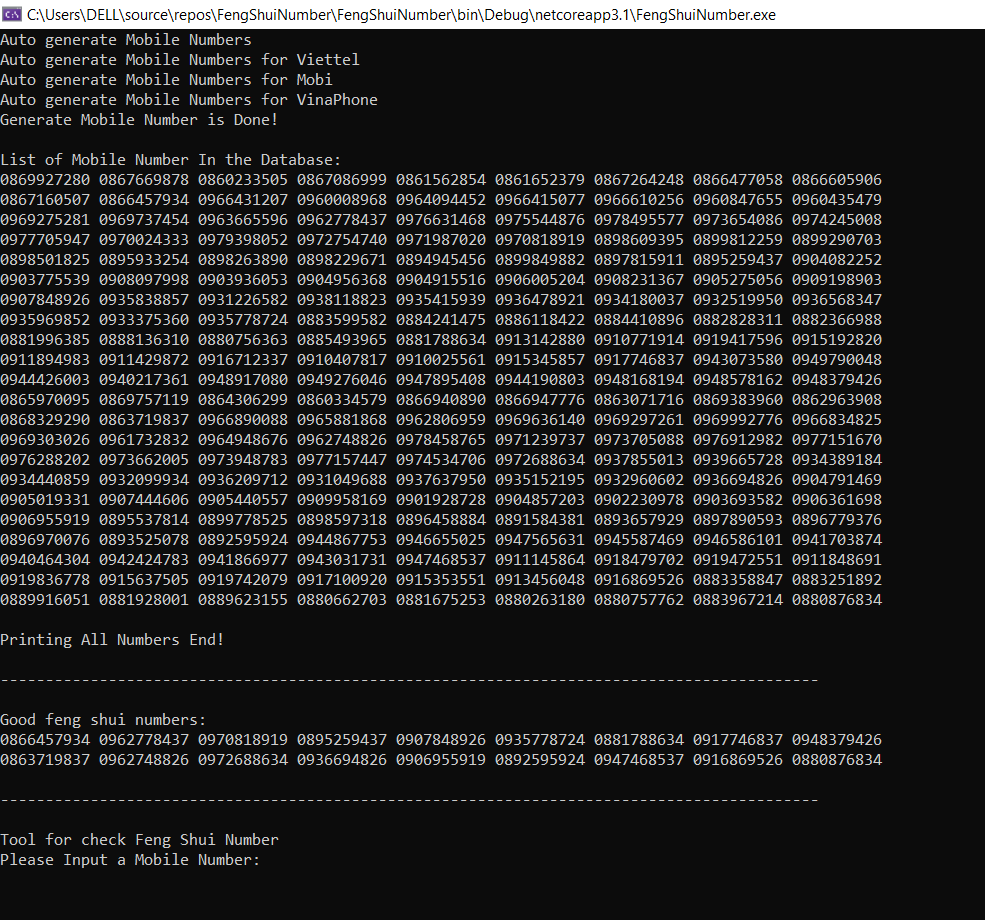 C:\Users\DELL\source\repos\FengShuiNumber\FengShuiNumber\bin\Debug\netcoreapp3.1\FengShuiNumber.exe
Auto generate Mobile Numbers
Auto generate Mobile Numbers for Viettel
Auto generate Mobile Numbers for Mobi
Auto generate Mobile Numbers for VinaPhone
Generate Mobile Number is Done!
List of Mobile Number In the Database:
0869927280 0867669878 0860233505 0867086999 0861562854 0861652379 0867264248 0866477058 0866605906
0867160507 0866457934 0966431207 0960008968 0964094452 0966415077 0966610256 0960847655 0960435479
0969275281 0969737454 0963665596 0962778437 0976631468 0975544876 0978495577 0973654086 0974245008
0977705947 0970024333 0979398052 0972754740 0971987020 0970818919 0898609395 0899812259 0899290703
0898501825 0895933254 0898263890 0898229671 0894945456 0899849882 0897815911 0895259437 0904082252
0903775539 0908097998 0903936053 0904956368 0904915516 0906005204 0908231367 0905275056 0909198903
0907848926 0935838857 0931226582 0938118823 0935415939 0936478921 0934180037 0932519950 0936568347
0935969852 0933375360 0935778724 0883599582 0884241475 0886118422 0884410896 0882828311 0882366988
0881996385 0888136310 0880756363 0885493965 0881788634 0913142880 0910771914 0919417596 0915192820
0911894983 0911429872 0916712337 0910407817 0910025561 0915345857 0917746837 0943073580 0949790048
0944426003 0940217361 0948917080 0949276046 0947895408 0944190803 0948168194 0948578162 0948379426
0865970095 0869757119 0864306299 0860334579 0866940890 0866947776 0863071716 0869383960 0862963908
0868329290 0863719837 0966890088 0965881868 0962806959 0969636140 0969297261 0969992776 0966834825
0969303026 0961732832 0964948676 0962748826 0978458765 0971239737 0973705088 0976912982 0977151670
0976288202 0973662005 0973948783 0977157447 0974534706 0972688634 0937855013 0939665728 0934389184
0934440859 0932099934 0936209712 0931049688 0937637950 0935152195 0932960602 0936694826 0904791469
0905019331 0907444606 0905440557 0909958169 0901928728 0904857203 0902230978 0903693582 0906361698
0906955919 0895537814 0899778525 0898597318 0896458884 0891584381 0893657929 0897890593 0896779376
0896970076 0893525078 0892595924 0944867753 0946655025 0947565631 0945587469 0946586101 0941703874
0940464304 0942424783 0941866977 0943031731 0947468537 0911145864 0918479702 0919472551 0911848691
0919836778 0915637505 0919742079 0917100920 0915353551 0913456048 0916869526 0883358847 0883251892
0889916051 0881928001 0889623155 0880662703 0881675253 0880263180 0880757762 0883967214 0880876834
Printing All Numbers End!
-------------------------------------------------------------------------------------------
Good feng shui numbers:
0866457934 0962778437 0970818919 0895259437 0907848926 0935778724 0881788634 0917746837 0948379426
0863719837 0962748826 0972688634 0936694826 0906955919 0892595924 0947468537 0916869526 0880876834
-------------------------------------------------------------------------------------------
Tool for check Feng Shui Number
Please Input a Mobile Number: